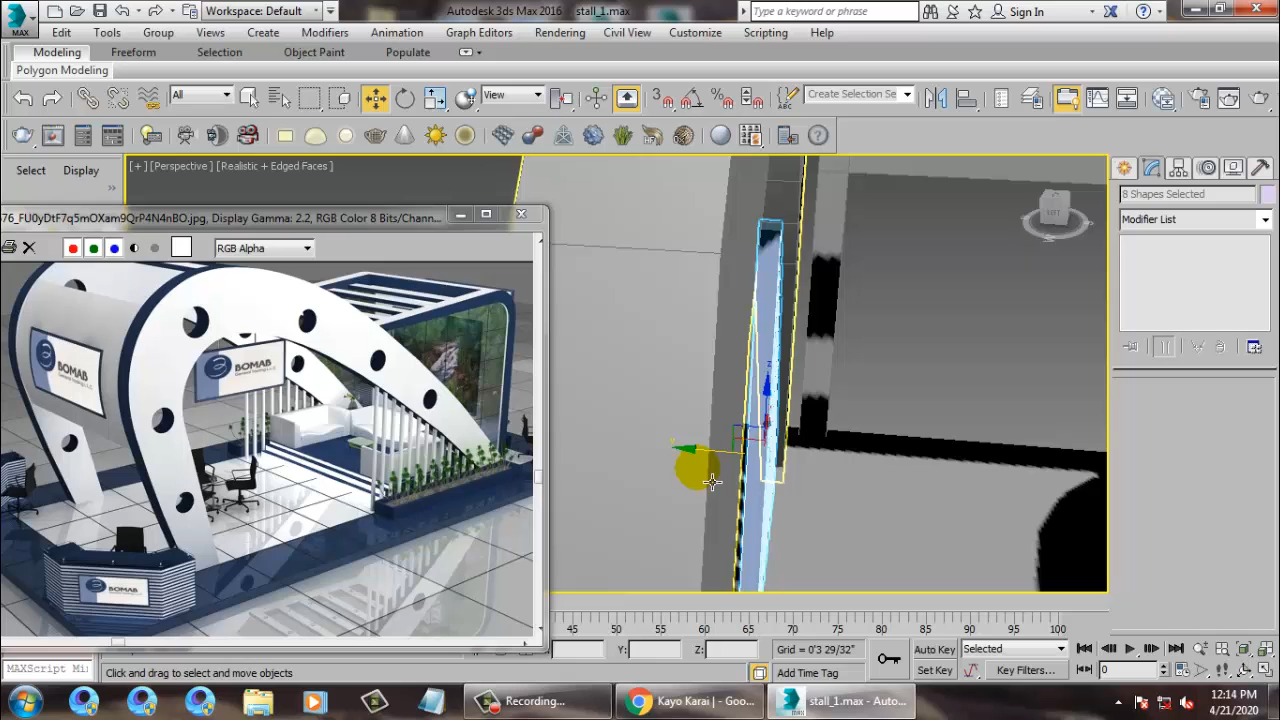 Workspace: Default
Autodesk 3ds Max 2016 stall_1.max
Type a keyword or phrase
Sign In
MAX
Edit Tools Group Views Create Modifiers Animation Graph Editors Rendering Civil View Customize Scripting Help
Modeling Freeform Selection Object Paint Populate
Polygon Modeling
All
View
3
Create Selection Se
Select Display
[+] [Perspective] [Realistic + Edged Faces]
8 Shapes Selected
Modifier List
76_FU0yDtF7q5mOXam9QrP4N4nBO.jpg, Display Gamma: 2.2, RGB Color 8 Bits/Chann...
RGB Alpha
BOMAB
BOMAB
BOMAB
45 50 55 60 65 70 75 80 85 90 95 100
Y: Z: Grid = 0'3 29/32" Auto Key Selected
MAXScript Mi
Click and drag to select and move objects
Add Time Tag
Set Key Key Filters...
0
Recording...
Kayo Karai | - Goo...
stall_1.max - Auto...
12:14 PM
4/21/2020